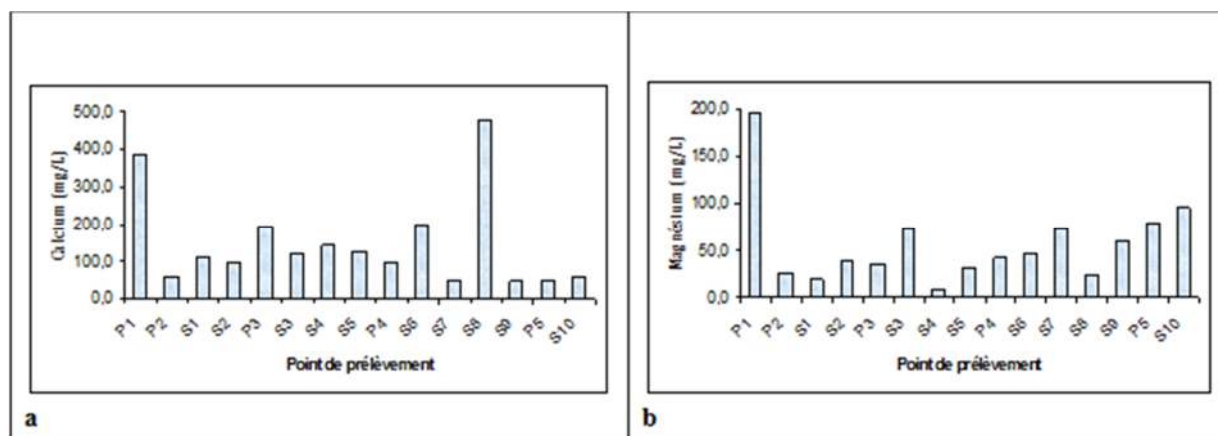 Calcium (mg/L)
500,0
400,0
300,0
200,0
100,0
0,0
P1 P2 S1 S2 P3 S3 S4 S5 P4 S6 S7 S8 S9 P5 S10
Point de prélèvement
a
Magnésium (mg/L)
200,0
150,0
100,0
50,0
0,0
P1 P2 S1 S2 P3 S3 S4 S5 P4 S6 S7 S8 S9 P5 S10
Point de prélèvement
b